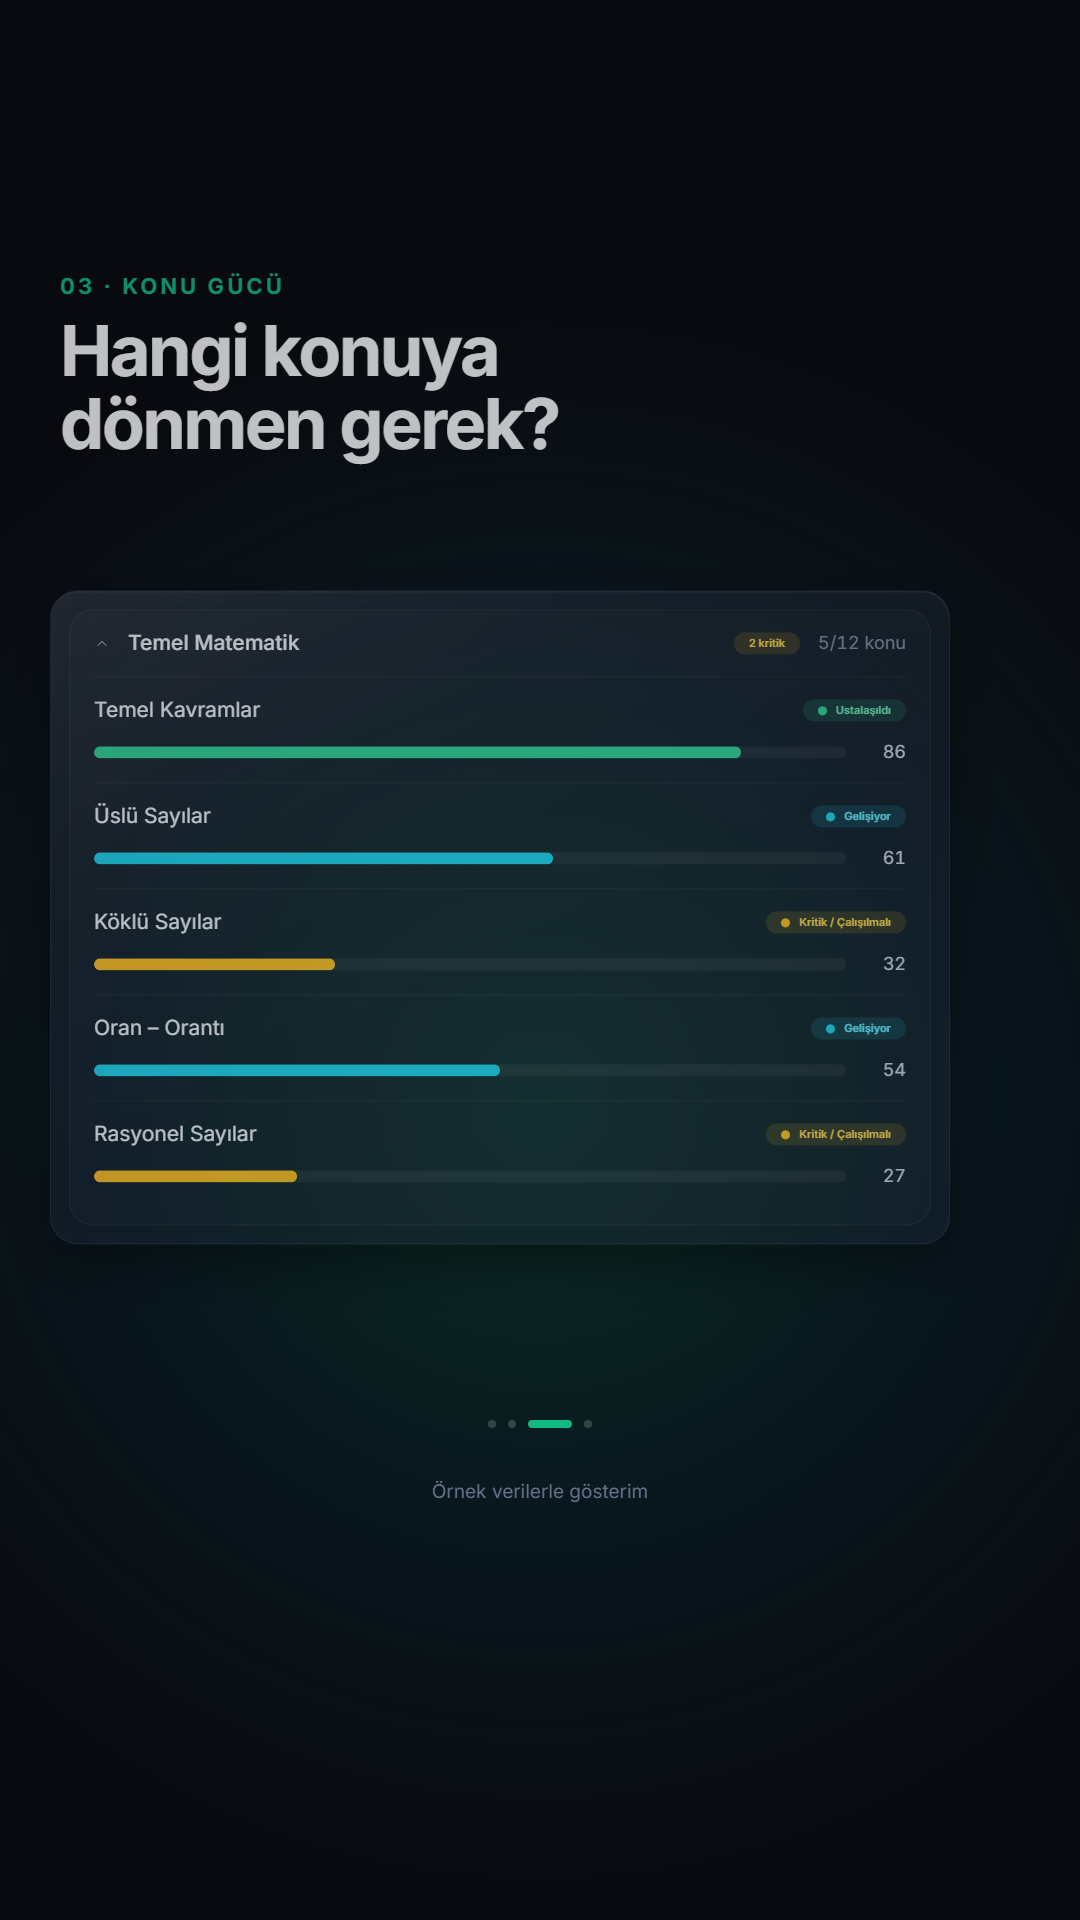 03 · KONU GÜCÜ
Hangi konuya
dönmen gerek?
Temel Matematik
2 kritik
5/12 konu
Temel Kavramlar
Ustalaşıldı
86
Üslü Sayılar
Gelişiyor
61
Köklü Sayılar
Kritik / Çalışılmalı
32
Oran – Orantı
Gelişiyor
54
Rasyonel Sayılar
Kritik / Çalışılmalı
27
Örnek verilerle gösterim